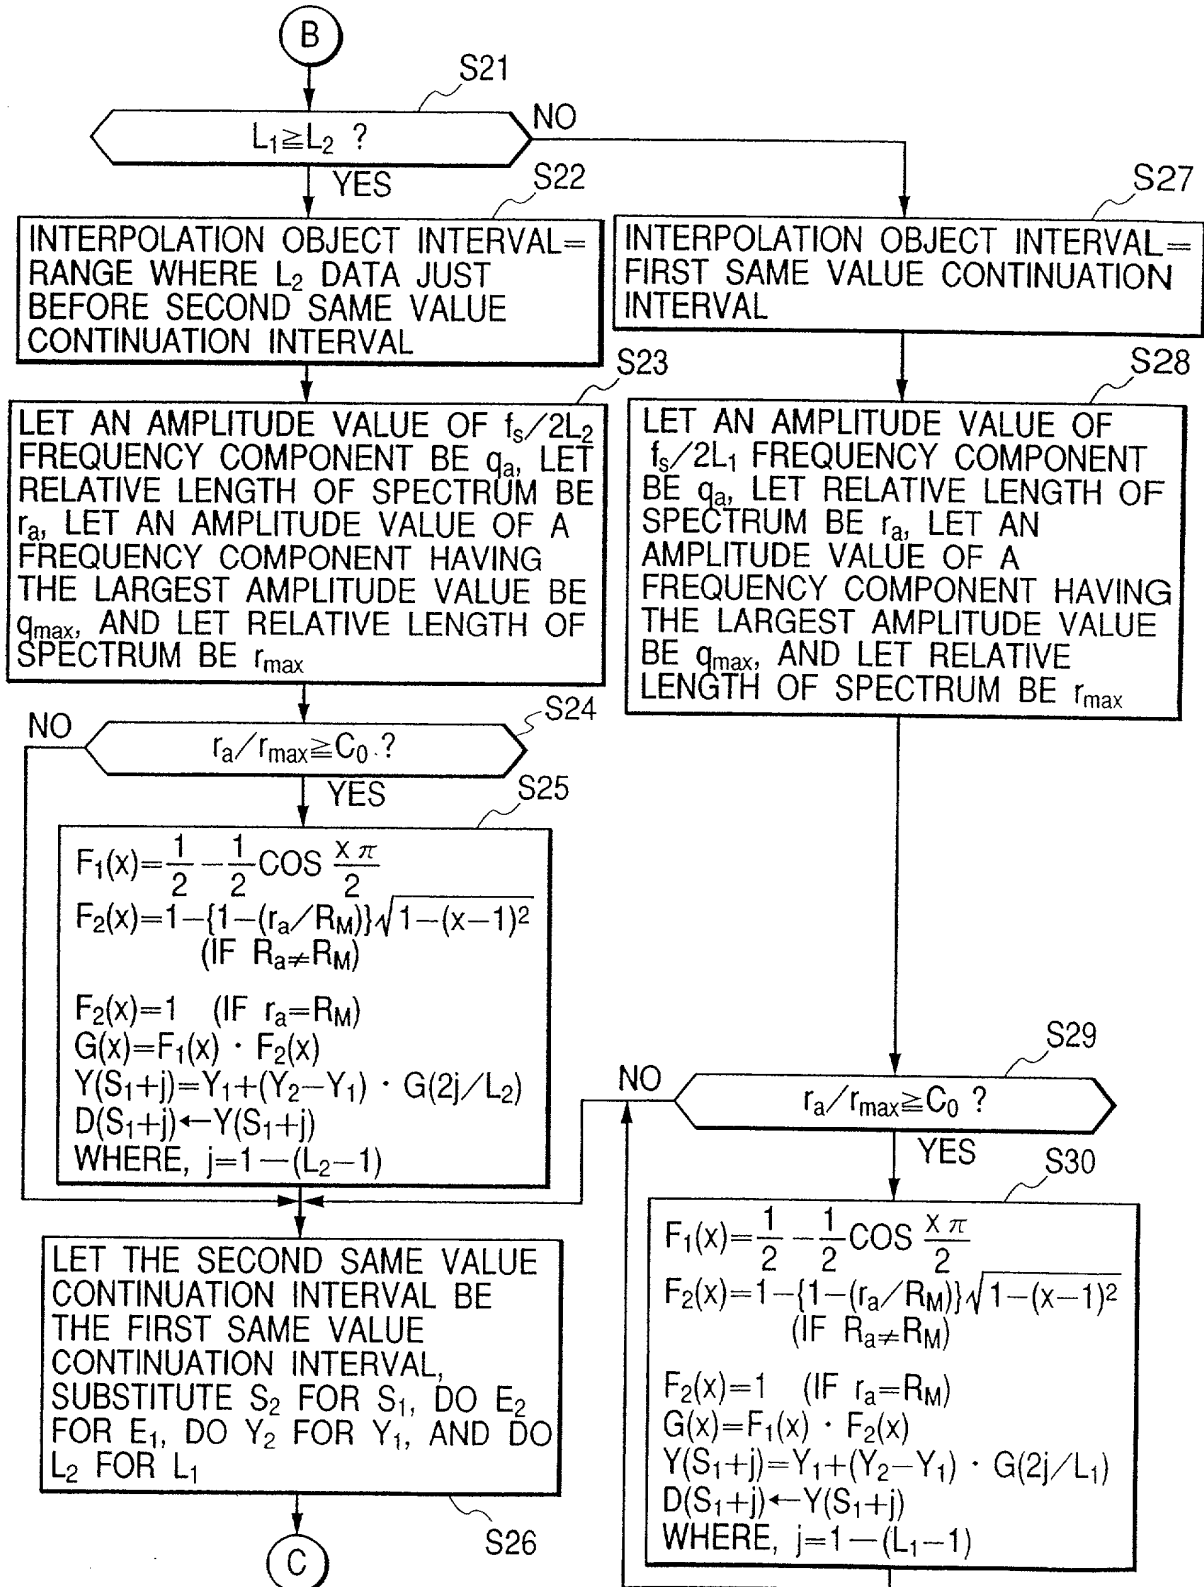 B
S21
L₁≧L₂ ?
NO
YES
S22
INTERPOLATION OBJECT INTERVAL=
RANGE WHERE L₂ DATA JUST
BEFORE SECOND SAME VALUE
CONTINUATION INTERVAL
S27
INTERPOLATION OBJECT INTERVAL=
FIRST SAME VALUE CONTINUATION
INTERVAL
S23
LET AN AMPLITUDE VALUE OF fₛ/2L₂
FREQUENCY COMPONENT BE qₐ, LET
RELATIVE LENGTH OF SPECTRUM BE
rₐ, LET AN AMPLITUDE VALUE OF A
FREQUENCY COMPONENT HAVING
THE LARGEST AMPLITUDE VALUE BE
qmax, AND LET RELATIVE LENGTH OF
SPECTRUM BE rmax
S28
LET AN AMPLITUDE VALUE OF
fₛ/2L₁ FREQUENCY COMPONENT
BE qₐ, LET RELATIVE LENGTH OF
SPECTRUM BE rₐ, LET AN
AMPLITUDE VALUE OF A
FREQUENCY COMPONENT HAVING
THE LARGEST AMPLITUDE VALUE
BE qmax, AND LET RELATIVE
LENGTH OF SPECTRUM BE rmax
S24
NO
rₐ/rmax≧C₀ ?
YES
S25
F₁(x)=1/2 −1/2 COS xπ/2
F₂(x)=1−{1−(rₐ/R_M)}√1−(x−1)²
(IF Rₐ≠R_M)
F₂(x)=1 (IF rₐ=R_M)
G(x)=F₁(x) · F₂(x)
Y(S₁+j)=Y₁+(Y₂−Y₁) · G(2j/L₂)
D(S₁+j)←Y(S₁+j)
WHERE, j=1−(L₂−1)
S29
NO
rₐ/rmax≧C₀ ?
YES
S30
F₁(x)=1/2 −1/2 COS xπ/2
F₂(x)=1−{1−(rₐ/R_M)}√1−(x−1)²
(IF Rₐ≠R_M)
F₂(x)=1 (IF rₐ=R_M)
G(x)=F₁(x) · F₂(x)
Y(S₁+j)=Y₁+(Y₂−Y₁) · G(2j/L₁)
D(S₁+j)←Y(S₁+j)
WHERE, j=1−(L₁−1)
LET THE SECOND SAME VALUE
CONTINUATION INTERVAL BE
THE FIRST SAME VALUE
CONTINUATION INTERVAL,
SUBSTITUTE S₂ FOR S₁, DO E₂
FOR E₁, DO Y₂ FOR Y₁, AND DO
L₂ FOR L₁
S26
C